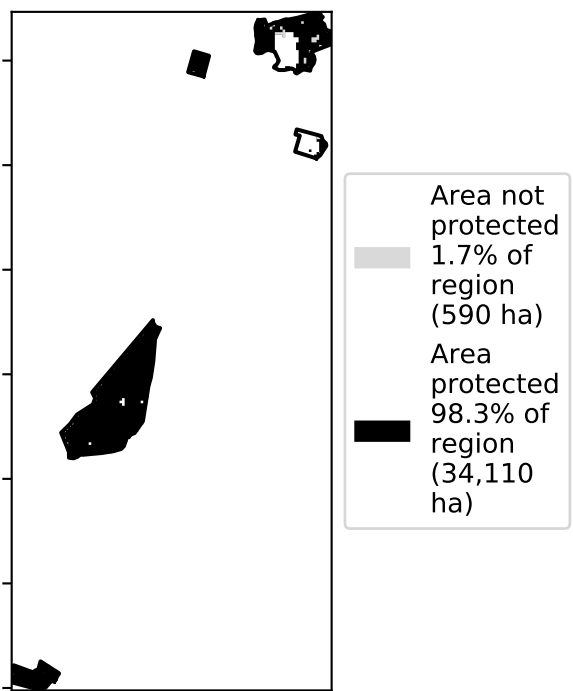 Area not
protected
1.7% of
region
(590 ha)
Area
protected
98.3% of
region
(34,110
ha)